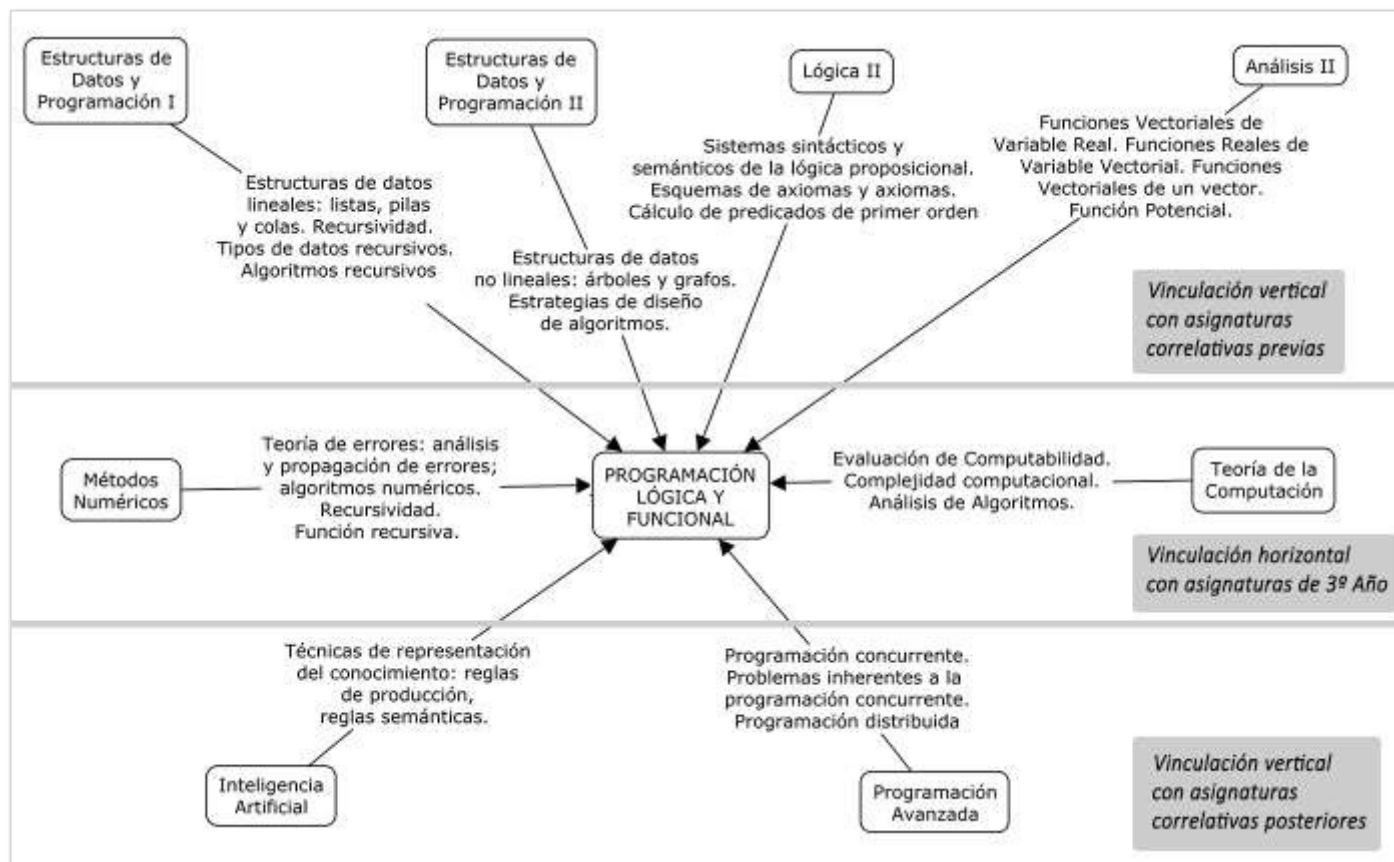 Estructuras de
Datos y
Programación I
Estructuras de
Datos y
Programación II
Lógica II
Análisis II
Estructuras de datos
lineales: listas, pilas
y colas. Recursividad.
Tipos de datos recursivos.
Algoritmos recursivos
Estructuras de datos
no lineales: árboles y grafos.
Estrategias de diseño
de algoritmos.
Sistemas sintácticos y
semánticos de la lógica proposicional.
Esquemas de axiomas y axiomas.
Cálculo de predicados de primer orden
Funciones Vectoriales de
Variable Real. Funciones Reales de
Variable Vectorial. Funciones
Vectoriales de un vector.
Función Potencial.
Vinculación vertical
con asignaturas
correlativas previas
Métodos
Numéricos
Teoría de errores: análisis
y propagación de errores;
algoritmos numéricos.
Recursividad.
Función recursiva.
PROGRAMACIÓN
LÓGICA Y
FUNCIONAL
Evaluación de Computabilidad.
Complejidad computacional.
Análisis de Algoritmos.
Teoría de la
Computación
Vinculación horizontal
con asignaturas de 3º Año
Técnicas de representación
del conocimiento: reglas
de producción,
reglas semánticas.
Inteligencia
Artificial
Programación concurrente.
Problemas inherentes a la
programación concurrente.
Programación distribuida
Programación
Avanzada
Vinculación vertical
con asignaturas
correlativas posteriores